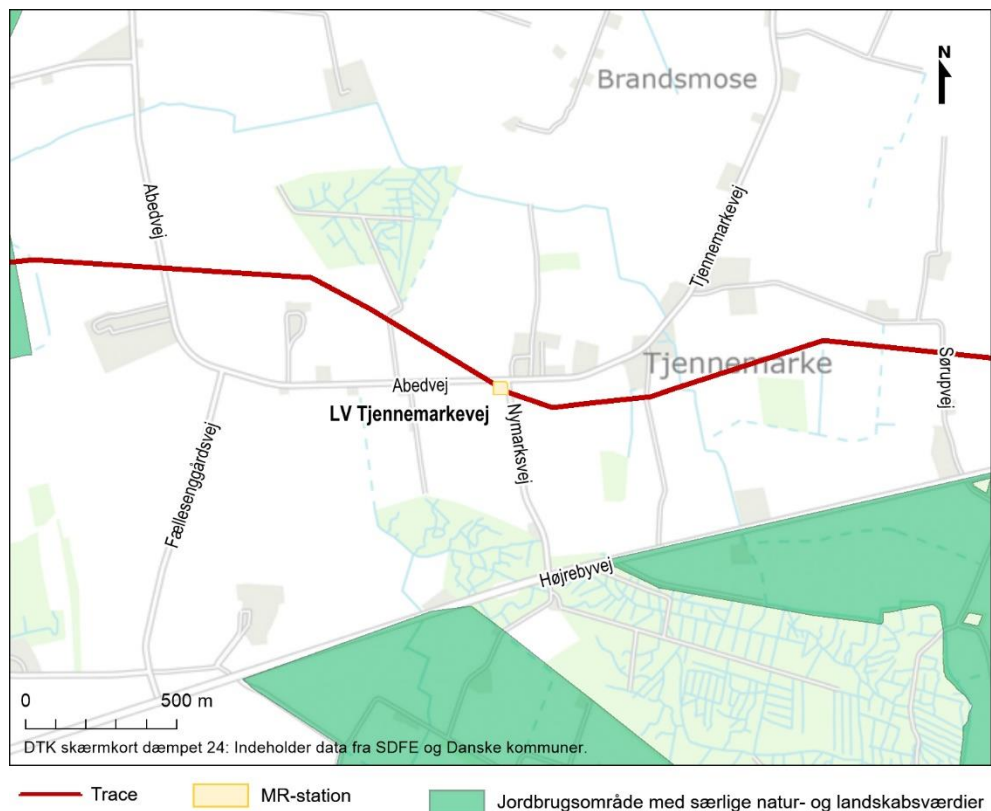 Brandsmose
N
Abedvej
Tjennemarkevej
Tjennemarke
Sørupvej
Abedvej
LV Tjennemarkevej
Nymarksvej
Fællesenggårdsvej
Højrebyvej
0 500 m
DTK skærmkort dæmpet 24: Indeholder data fra SDFE og Danske kommuner.
Trace MR-station Jordbrugsområde med særlige natur- og landskabsværdier